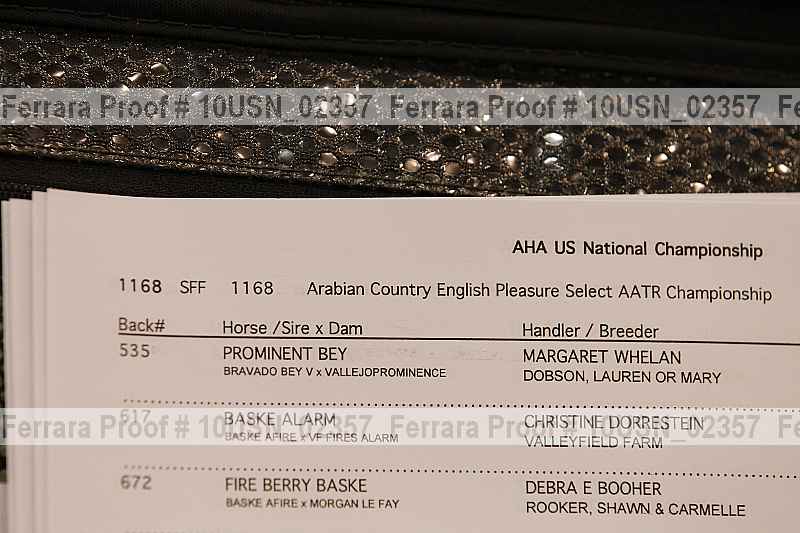 Ferrara Proof # 10USN_02357 Ferrara Proof # 10USN_02357
AHA US National Championship
1168 SFF 1168 Arabian Country English Pleasure Select AATR Championship
Back# Horse /Sire x Dam Handler / Breeder
535 PROMINENT BEY MARGARET WHELAN
BRAVADO BEY V x VALLEJOPROMINENCE DOBSON, LAUREN OR MARY
617 BASKE ALARM CHRISTINE DORRESTEIN
Ferrara Proof # 10USN_02357 Ferrara Proof # 10USN_02357
BASKE AFIRE x VF FIRES ALARM VALLEYFIELD FARM
672 FIRE BERRY BASKE DEBRA E BOOHER
BASKE AFIRE x MORGAN LE FAY ROOKER, SHAWN & CARMELLE